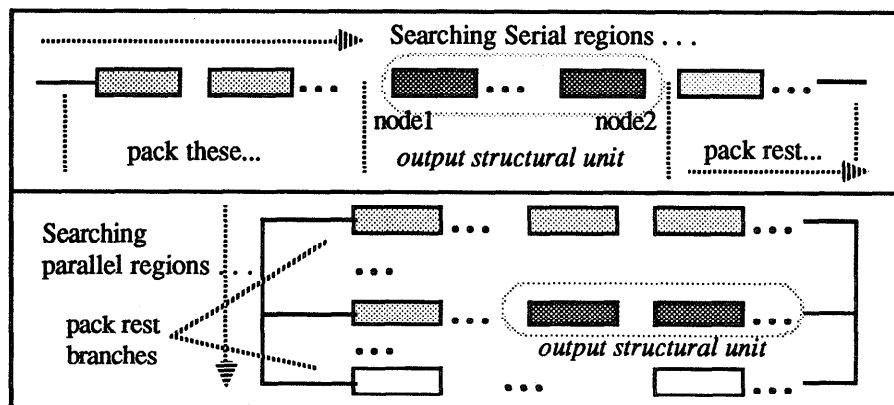 Searching Serial regions . . .
node1
node2
pack these...
output structural unit
pack rest...
Searching
parallel regions . . .
pack rest
branches
output structural unit